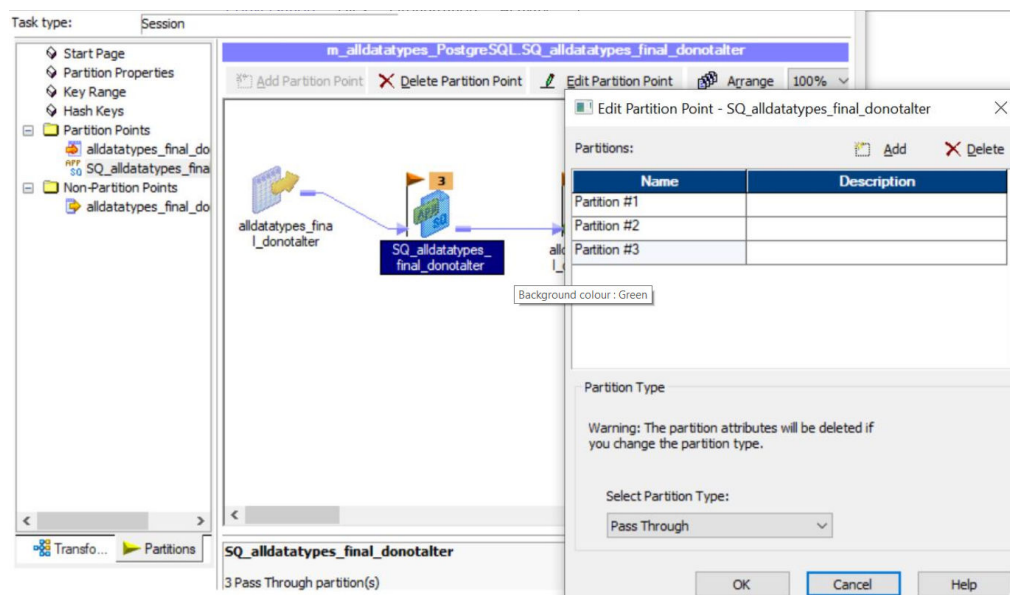 Task type: Session
Start Page
Partition Properties
Key Range
Hash Keys
Partition Points
alldatatypes_final_do
SQ_alldatatypes_fina
Non-Partition Points
alldatatypes_final_do
Transfo... Partitions
m_alldatatypes_PostgreSQL.SQ_alldatatypes_final_donotalter
Add Partition Point Delete Partition Point Edit Partition Point Arrange 100%
3
APP
SQ
alldatatypes_fina
l_donotalter
SQ_alldatatypes_
final_donotalter
Background colour : Green
SQ_alldatatypes_final_donotalter
3 Pass Through partition(s)
Edit Partition Point - SQ_alldatatypes_final_donotalter
Partitions: Add Delete
Name Description
Partition #1
Partition #2
Partition #3
Partition Type
Warning: The partition attributes will be deleted if
you change the partition type.
Select Partition Type:
Pass Through
OK Cancel Help